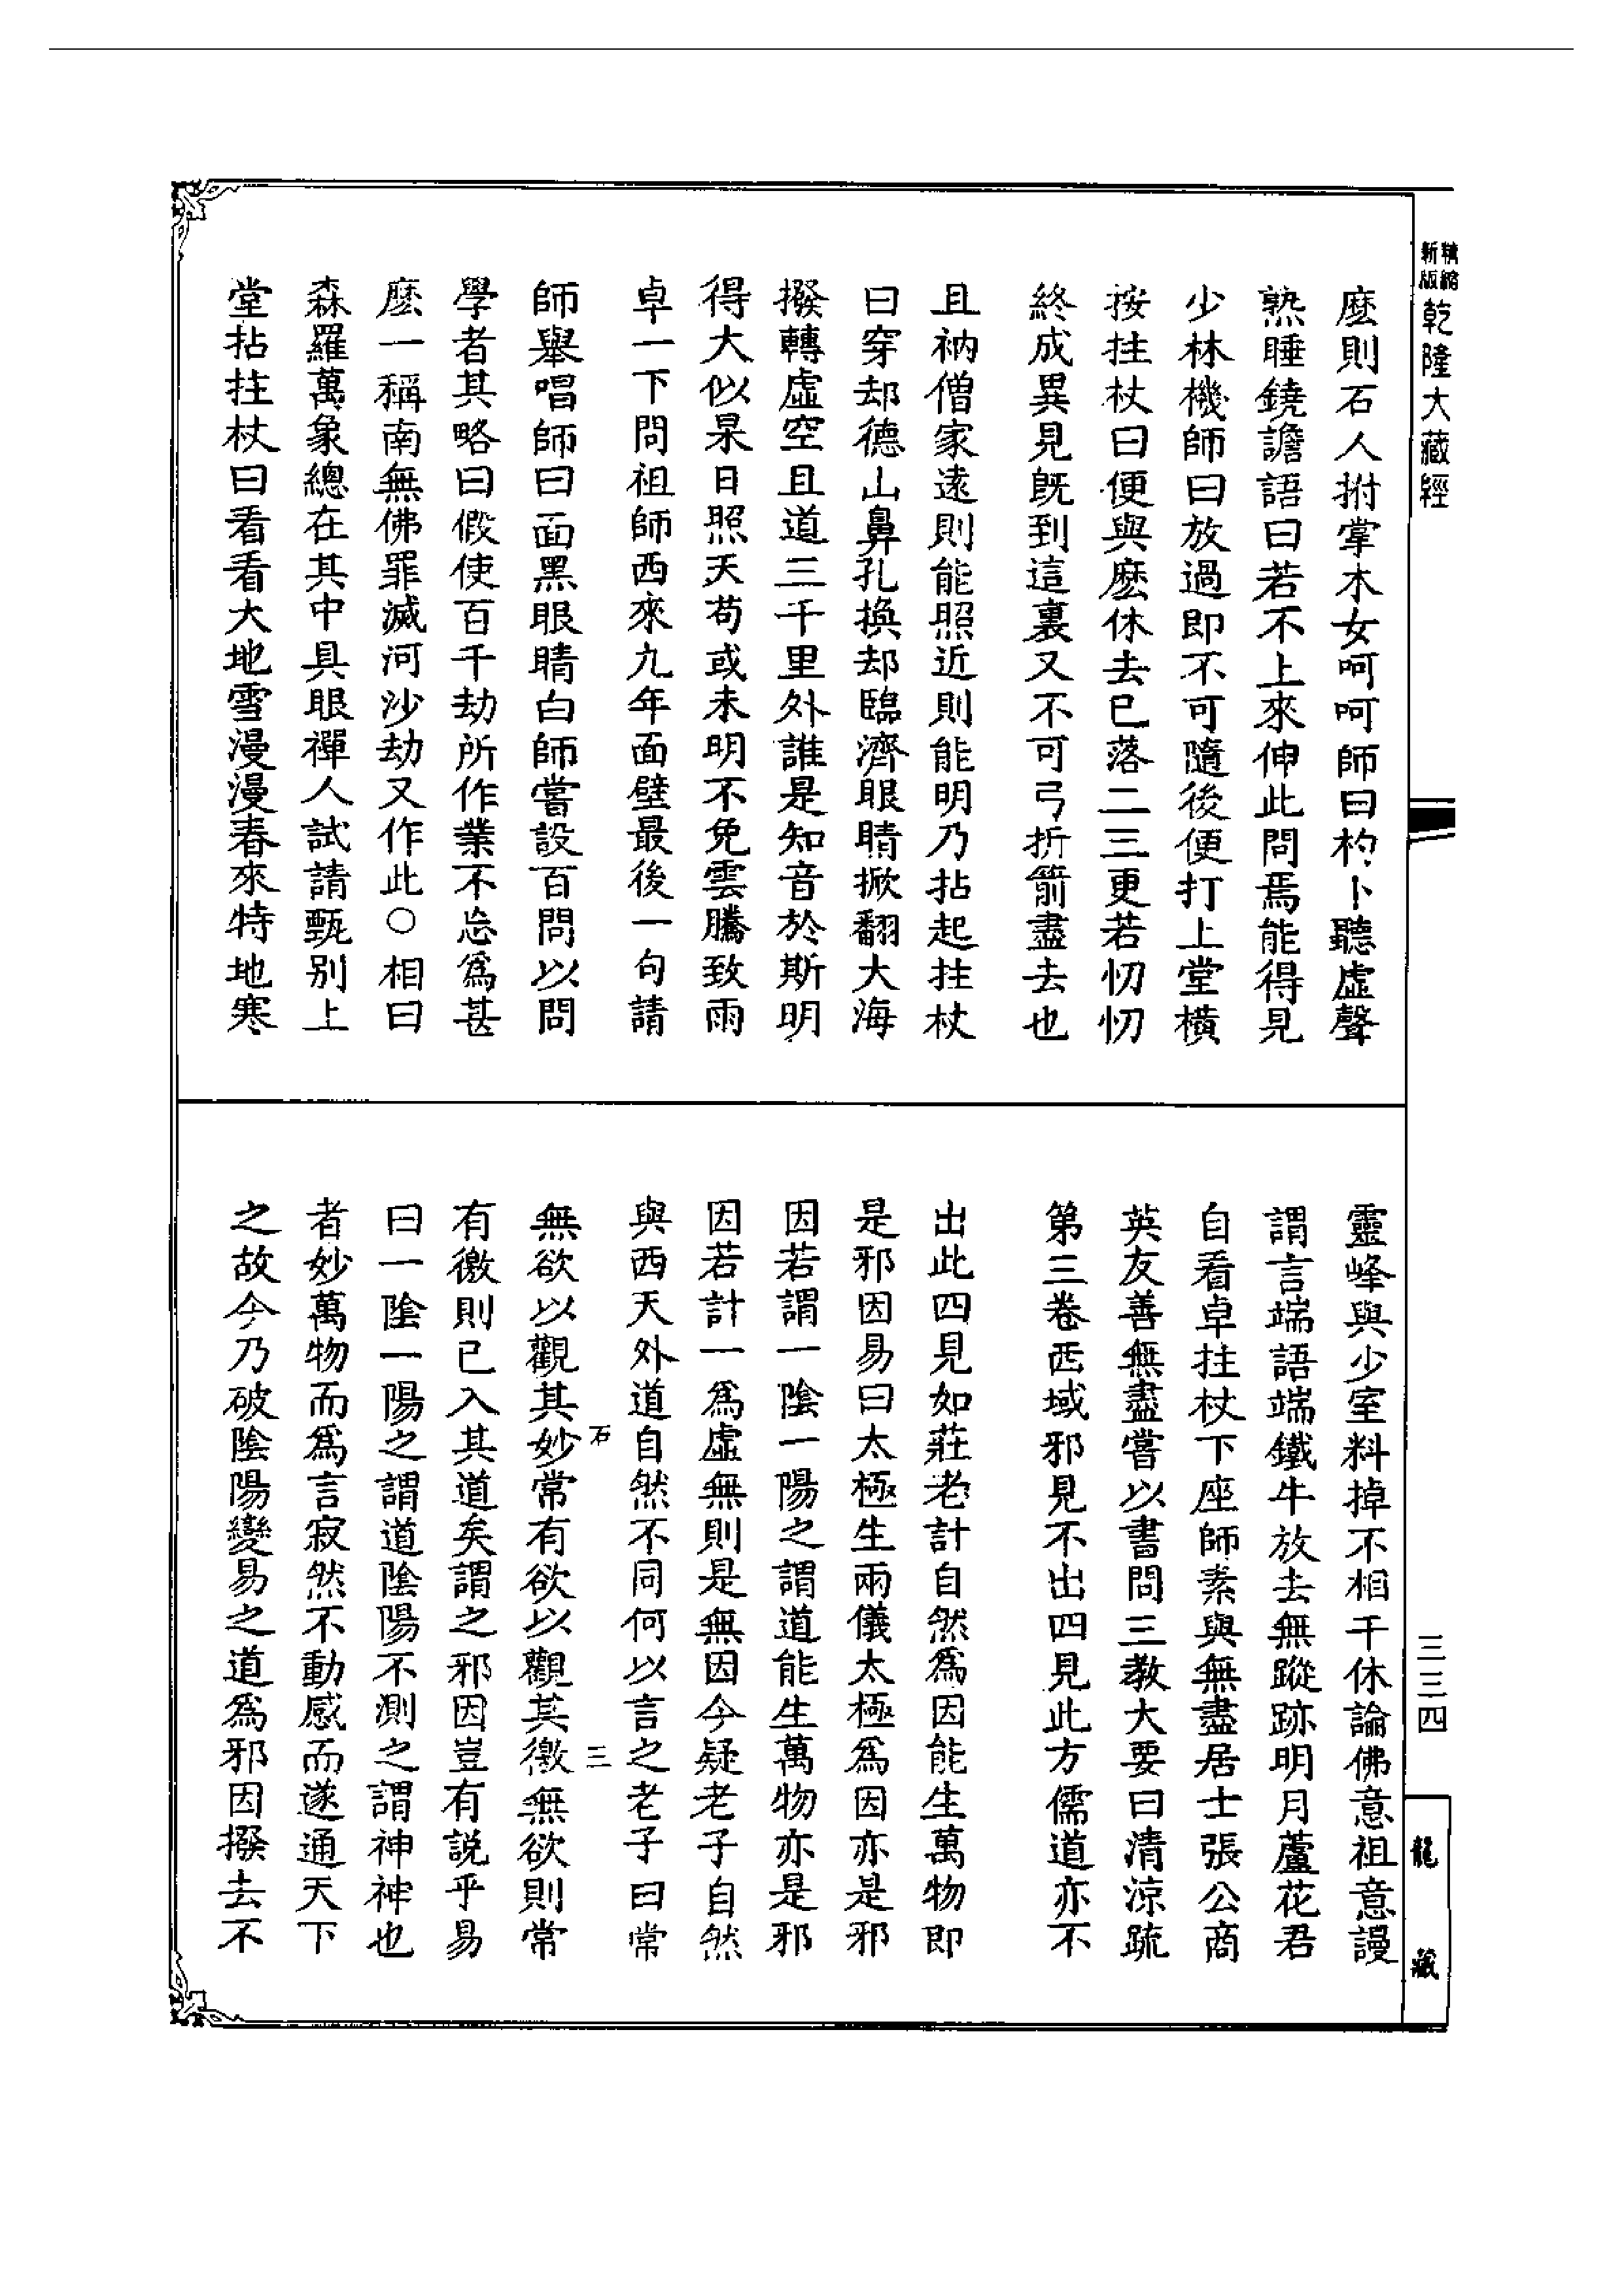 精縮
新版
乾隆大藏經
麽則石人拊掌木女呵呵師曰杓卜聽虛聲
熟睡鐃譫語曰若不上來伸此問焉能得見
少林機師曰放過即不可隨後便打上堂橫
按拄杖曰便與麽休去已落二三更若忉忉
終成異見既到這裏又不可弓折箭盡去也
且衲僧家遠則能照近則能明乃拈起拄杖
曰穿却德山鼻孔換却臨濟眼睛掀翻大海
撥轉虛空且道三千里外誰是知音於斯明
得大似杲日照天苟或未明不免雲騰致雨
卓一下問祖師西來九年面壁最後一句請
師舉唱師曰面黑眼睛白師嘗設百問以問
學者其略曰假使百千劫所作業不忘爲甚
麽一稱南無佛罪滅河沙劫又作此○相曰
森羅萬象總在其中具眼禪人試請甄别上
堂拈拄杖曰看看大地雪漫漫春來特地寒
靈峰與少室料掉不相干休論佛意祖意謾
謂言端語端鐵牛放去無蹤跡明月蘆花君
自看卓拄杖下座師素與無盡居士張公商
英友善無盡嘗以書問三教大要曰清涼疏
第三卷西域邪見不出四見此方儒道亦不
出此四見如莊老計自然爲因能生萬物即
是邪因易曰太極生兩儀太極爲因亦是邪
因若謂一陰一陽之謂道能生萬物亦是邪
因若計一爲虛無則是無因今疑老子自然
與西天外道自然不同何以言之老子曰常
石 三
無欲以觀其妙常有欲以觀其徼無欲則常
有徼則已入其道矣謂之邪因豈有説乎易
曰一陰一陽之謂道陰陽不測之謂神神也
者妙萬物而爲言寂然不動感而遂通天下
之故今乃破陰陽變易之道爲邪因撥去不
三三四
龍藏